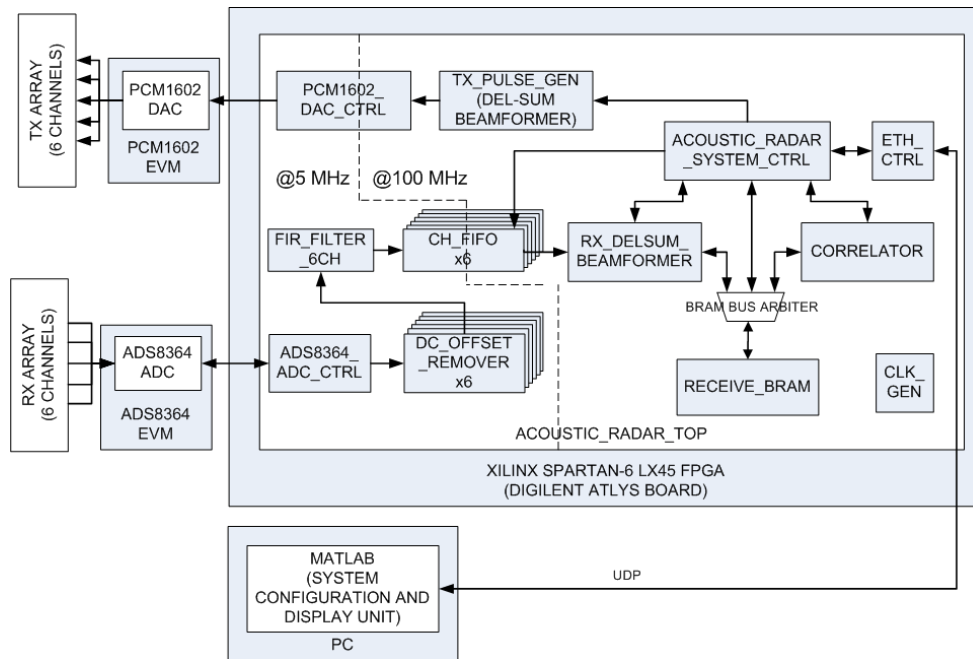 TX ARRAY
(6 CHANNELS)
PCM1602
DAC
PCM1602
EVM
PCM1602_
DAC_CTRL
TX_PULSE_GEN
(DEL-SUM
BEAMFORMER)
ACOUSTIC_RADAR
_SYSTEM_CTRL
ETH_
CTRL
@5 MHz
@100 MHz
FIR_FILTER
_6CH
CH_FIFO
x6
RX_DELSUM_
BEAMFORMER
CORRELATOR
BRAM BUS ARBITER
RX ARRAY
(6 CHANNELS)
ADS8364
ADC
ADS8364
EVM
ADS8364_
ADC_CTRL
DC_OFFSET
_REMOVER
x6
RECEIVE_BRAM
CLK_
GEN
ACOUSTIC_RADAR_TOP
XILINX SPARTAN-6 LX45 FPGA
(DIGILENT ATLYS BOARD)
MATLAB
(SYSTEM
CONFIGURATION AND
DISPLAY UNIT)
PC
UDP